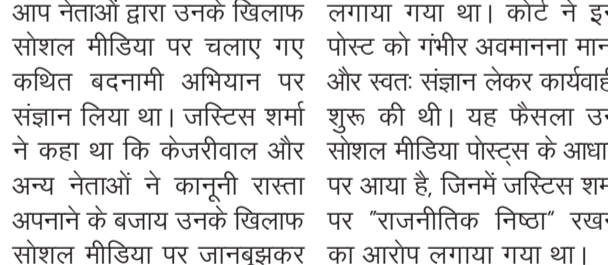 आप नेताओं द्वारा उनके खिलाफ
सोशल मीडिया पर चलाए गए
कथित बदनामी अभियान पर
संज्ञान लिया था। जस्टिस शर्मा
ने कहा था कि केजरीवाल और
अन्य नेताओं ने कानूनी रास्ता
अपनाने के बजाय उनके खिलाफ
सोशल मीडिया पर जानबूझकर
लगाया गया था। कोर्ट ने
पोस्ट को गंभीर अवमानना
और स्वतः संज्ञान लेकर
शुरू की थी। यह फैसला
सोशल मीडिया पोस्ट्स के
पर आया है, जिनमें जस्टिस
पर "राजनीतिक निष्ठा"
का आरोप लगाया गया था।